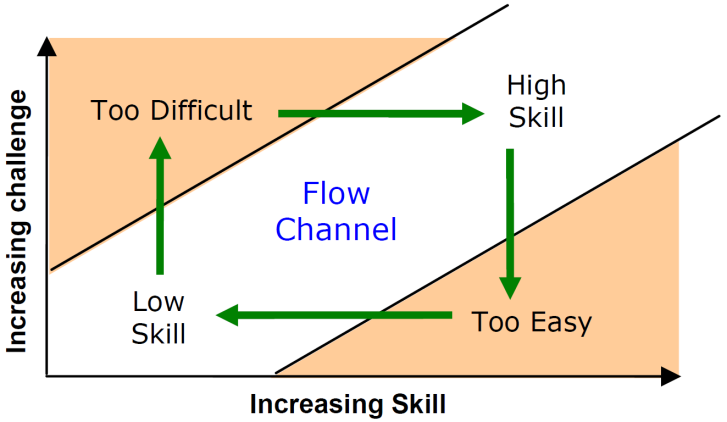 Increasing challenge
Too Difficult
High
Skill
Flow
Channel
Low
Skill
Too Easy
Increasing Skill